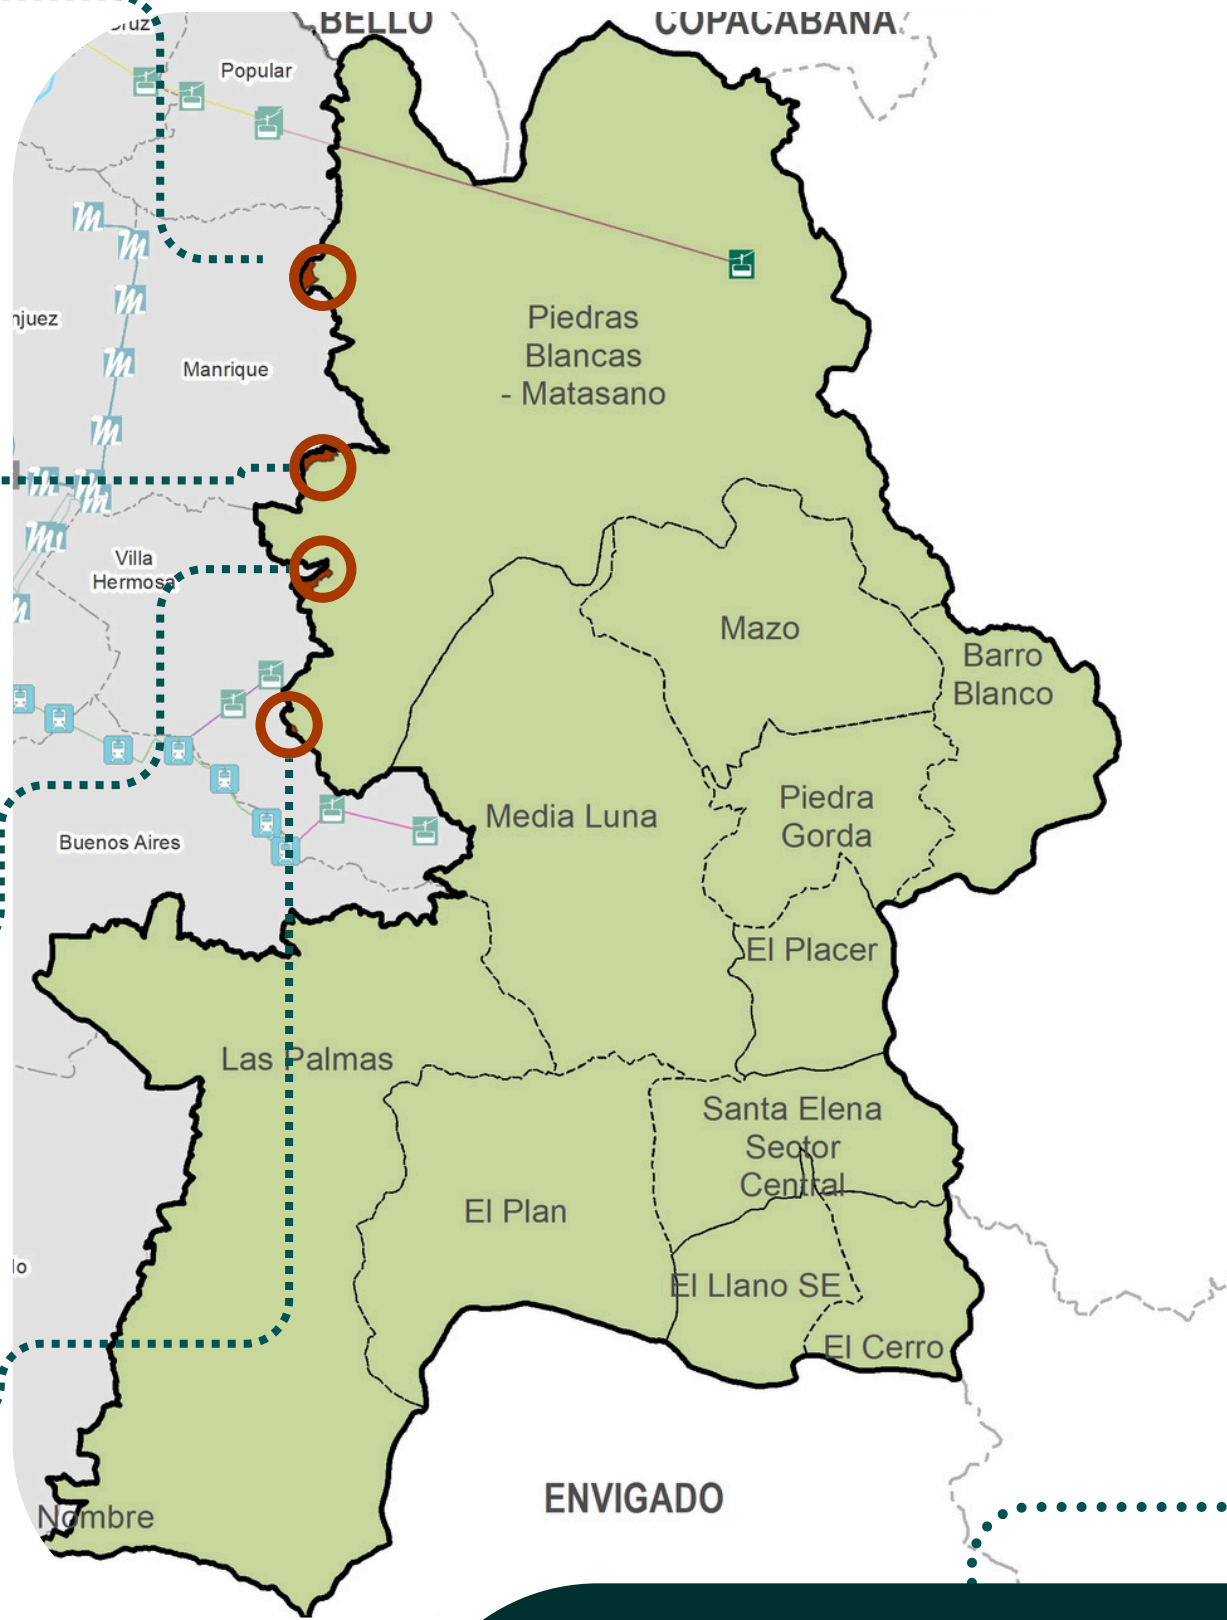 BELLO
COPACABANA
Popular
Manrique
Piedras
Blancas
- Matasano
Villa
Hermosa
Mazo
Barro
Blanco
Media Luna
Piedra
Gorda
Buenos Aires
El Placer
Las Palmas
Santa Elena
Sector
Central
El Plan
El Llano SE
El Cerro
ENVIGADO
Nombre